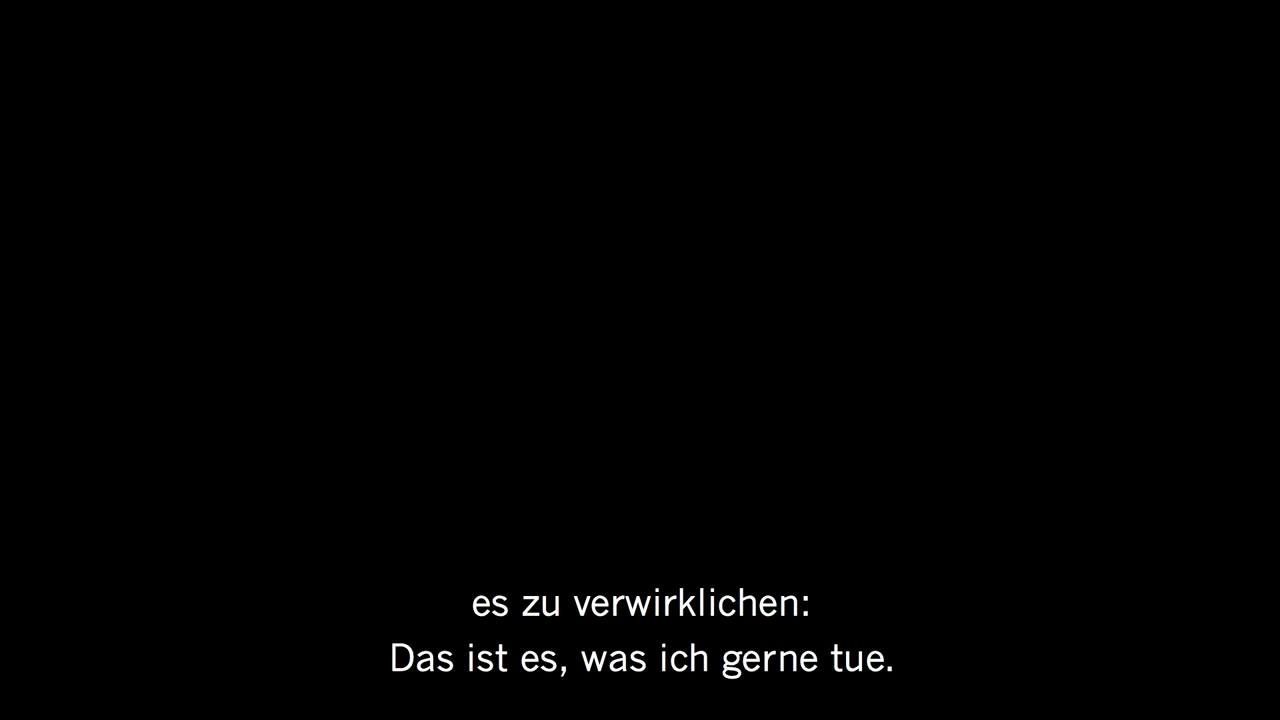 es zu verwirklichen:
Das ist es, was ich gerne tue.